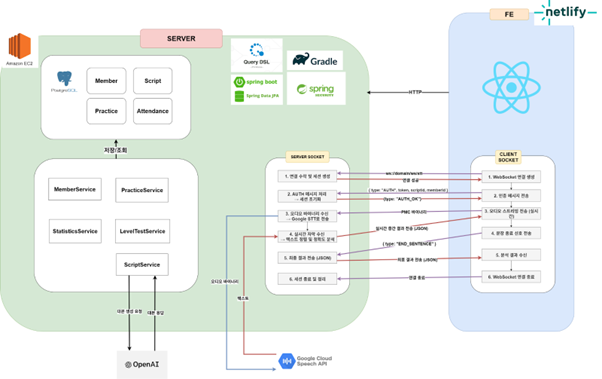 SERVER
FE
netlify
Amazon EC2
PostgreSQL
Member
Script
Practice
Attendance
Query DSL
Gradle
spring boot
Spring Data JPA
spring
HTTP
저장/조회
MemberService
PracticeService
StatisticsService
LevelTestService
ScriptService
대본 생성 요청
대본 응답
OpenAI
SERVER SOCKET
1. 연결 수락 및 세션 생성
2. AUTH 메시지 처리
→ 세션 초기화
3. 오디오 바이너리 수신
→ Google STT로 전송
4. 실시간 자막 수신
→ 텍스트 정렬 및 정확도 분석
5. 최종 결과 전송 (JSON)
6. 세션 종료 및 정리
연결 성공
{ type: "AUTH", token, scriptId, memberId }
{type: "AUTH_OK"}
PMC 바이너리
실시간 중간 결과 전송 (JSON)
{ type: "END_SENTENCE" }
최종 결과 전송 (JSON)
연결 종료
CLIENT
SOCKET
1. WebSocket 연결 생성
2. 인증 메시지 전송
3. 오디오 스트리밍 전송 (실시간)
4. 문장 종료 신호 전송
5. 분석 결과 수신
6. WebSocket 연결 종료
오디오 바이너리
텍스트
Google Cloud
Speech API